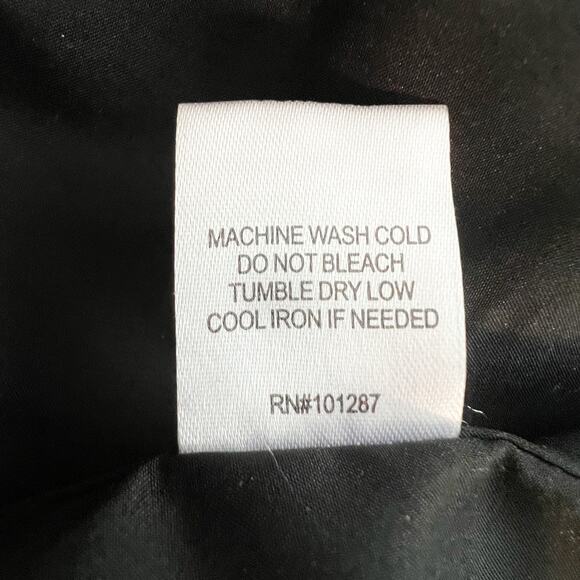 MACHINE WASH COLD
DO NOT BLEACH
TUMBLE DRY LOW
COOL IRON IF NEEDED
RN#101287